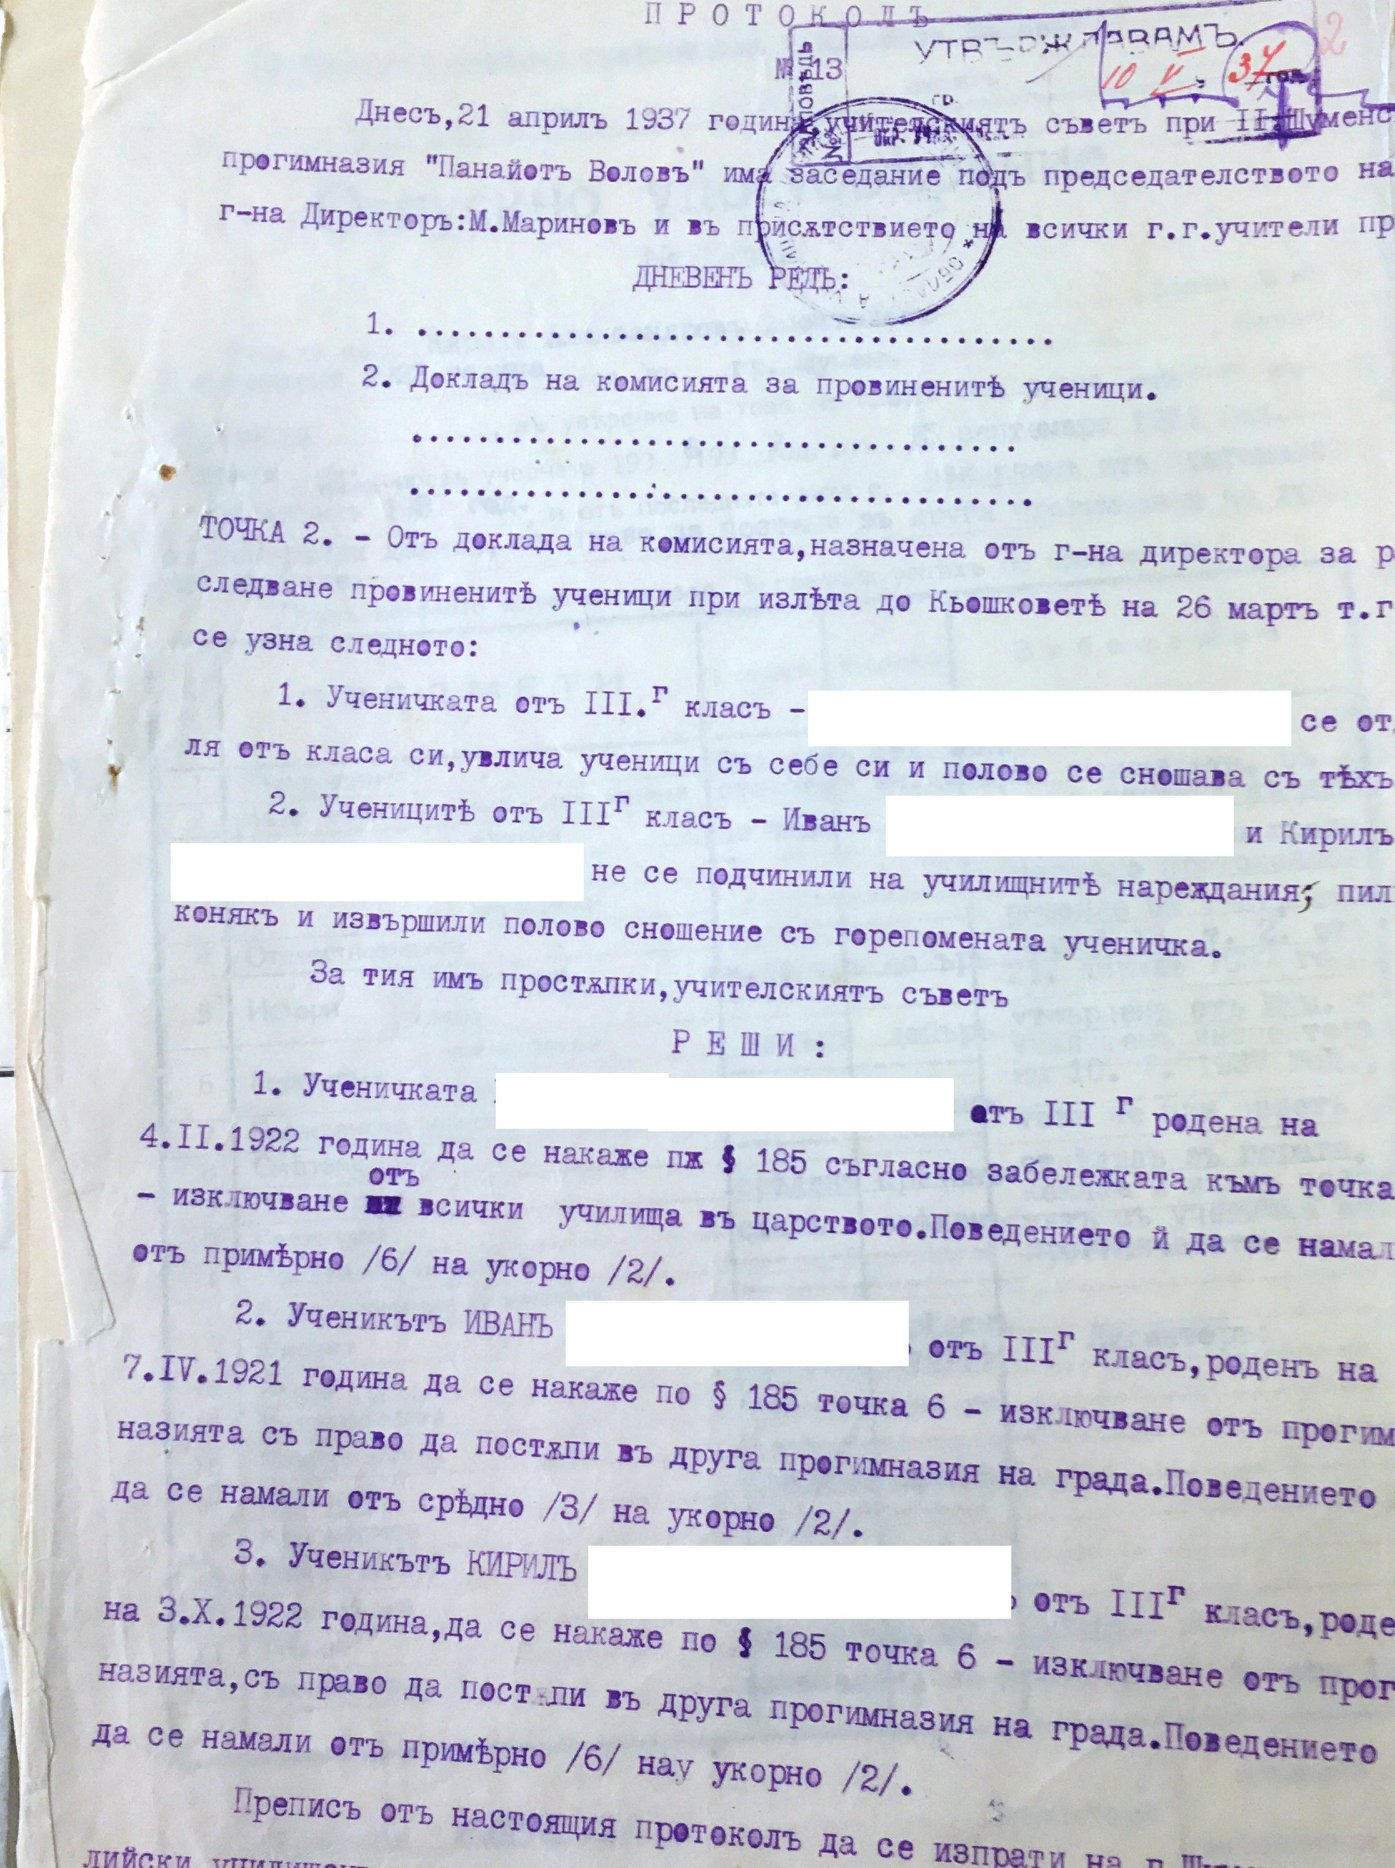 ПРОТОКОЛЪ
УТВЪРЖДАВАМЪ
№ 13
10 V 37 год.
2
Днесъ,21 априлъ 1937 година учителскиятъ съветъ при II Шуменс
прогимназия "Панайотъ Воловъ" има заседание подъ председателството на
г-на Директоръ:М.Мариновъ и въ присѫтствието на всички г.г.учители пр
ДНЕВЕНЪ РЕДЪ:
1. ........................................
2. Докладъ на комисията за провиненитѣ ученици.
......................................
.......................................
ТОЧКА 2. - Отъ доклада на комисията,назначена отъ г-на директора за р
следване провиненитѣ ученици при излѣта до Кьошковетѣ на 26 мартъ т.г
се узна следното:
1. Ученичката отъ III.г класъ - се от
ля отъ класа си,увлича ученици съ себе си и полово се сношава съ тѣхъ
2. Ученицитѣ отъ IIIг класъ - Иванъ и Кирилъ
не се подчинили на училищнитѣ нареждания; пил
конякъ и извършили полово сношение съ горепомената ученичка.
За тия имъ простѫпки,учителскиятъ съветъ
РЕШИ:
1. Ученичката отъ III г родена на
4.II.1922 година да се накаже пѫ § 185 съгласно забележката къмъ точка
- изключване отъ всички училища въ царството.Поведението й да се намал
отъ примѣрно /6/ на укорно /2/.
2. Ученикътъ ИВАНЪ отъ IIIг класъ,роденъ на
7.IV.1921 година да се накаже по § 185 точка 6 - изключване отъ прогим
назията съ право да постѫпи въ друга прогимназия на града.Поведението
да се намали отъ срѣдно /3/ на укорно /2/.
3. Ученикътъ КИРИЛЪ отъ IIIг класъ,роде
на 3.X.1922 година,да се накаже по § 185 точка 6 - изключване отъ прог
назията,съ право да постѫпи въ друга прогимназия на града.Поведението
да се намали отъ примѣрно /6/ нау укорно /2/.
Преписъ отъ настоящия протоколъ да се изпрати на г.